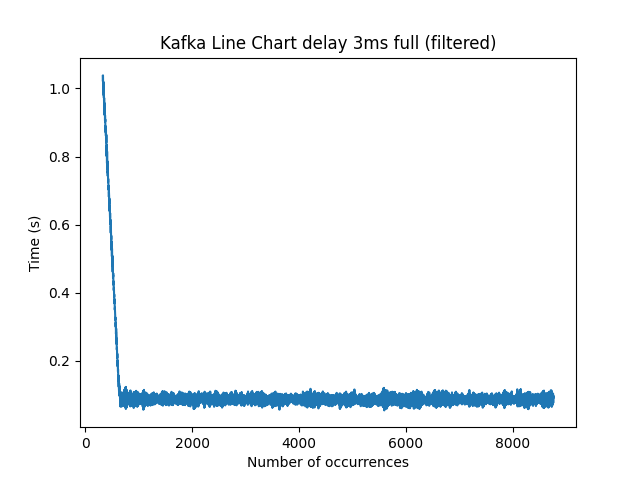 Kafka Line Chart delay 3ms full (filtered)
1.0
0.8
0.6
0.4
0.2
Time (s)
0 2000 4000 6000 8000
Number of occurrences